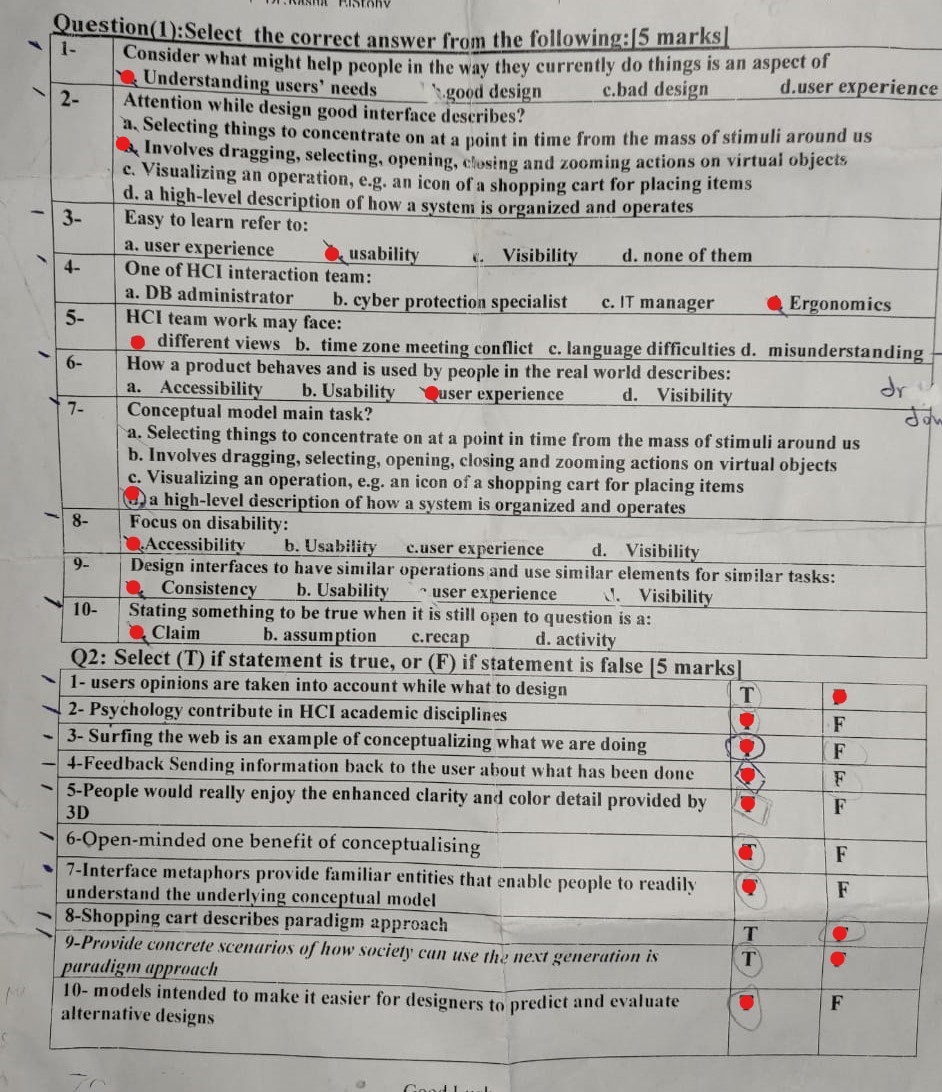 Question(1):Select the correct answer from the following:[5 marks]
1- Consider what might help people in the way they currently do things is an aspect of
Understanding users' needs .good design c.bad design d.user experience
2- Attention while design good interface describes?
a. Selecting things to concentrate on at a point in time from the mass of stimuli around us
Involves dragging, selecting, opening, closing and zooming actions on virtual objects
c. Visualizing an operation, e.g. an icon of a shopping cart for placing items
d. a high-level description of how a system is organized and operates
3- Easy to learn refer to:
a. user experience usability c. Visibility d. none of them
4- One of HCI interaction team:
a. DB administrator b. cyber protection specialist c. IT manager Ergonomics
5- HCI team work may face:
different views b. time zone meeting conflict c. language difficulties d. misunderstanding
6- How a product behaves and is used by people in the real world describes:
a. Accessibility b. Usability user experience d. Visibility
dr
7- Conceptual model main task?
a. Selecting things to concentrate on at a point in time from the mass of stimuli around us
b. Involves dragging, selecting, opening, closing and zooming actions on virtual objects
c. Visualizing an operation, e.g. an icon of a shopping cart for placing items
a high-level description of how a system is organized and operates
8- Focus on disability:
.Accessibility b. Usability c.user experience d. Visibility
9- Design interfaces to have similar operations and use similar elements for similar tasks:
Consistency b. Usability user experience . Visibility
10- Stating something to be true when it is still open to question is a:
Claim b. assumption c.recap d. activity
Q2: Select (T) if statement is true, or (F) if statement is false [5 marks]
1- users opinions are taken into account while what to design T
2- Psychology contribute in HCI academic disciplines F
3- Surfing the web is an example of conceptualizing what we are doing F
4-Feedback Sending information back to the user about what has been done F
5-People would really enjoy the enhanced clarity and color detail provided by F
3D
6-Open-minded one benefit of conceptualising T F
7-Interface metaphors provide familiar entities that enable people to readily F
understand the underlying conceptual model
8-Shopping cart describes paradigm approach T
9-Provide concrete scenarios of how society can use the next generation is T
paradigm approach
10- models intended to make it easier for designers to predict and evaluate F
alternative designs